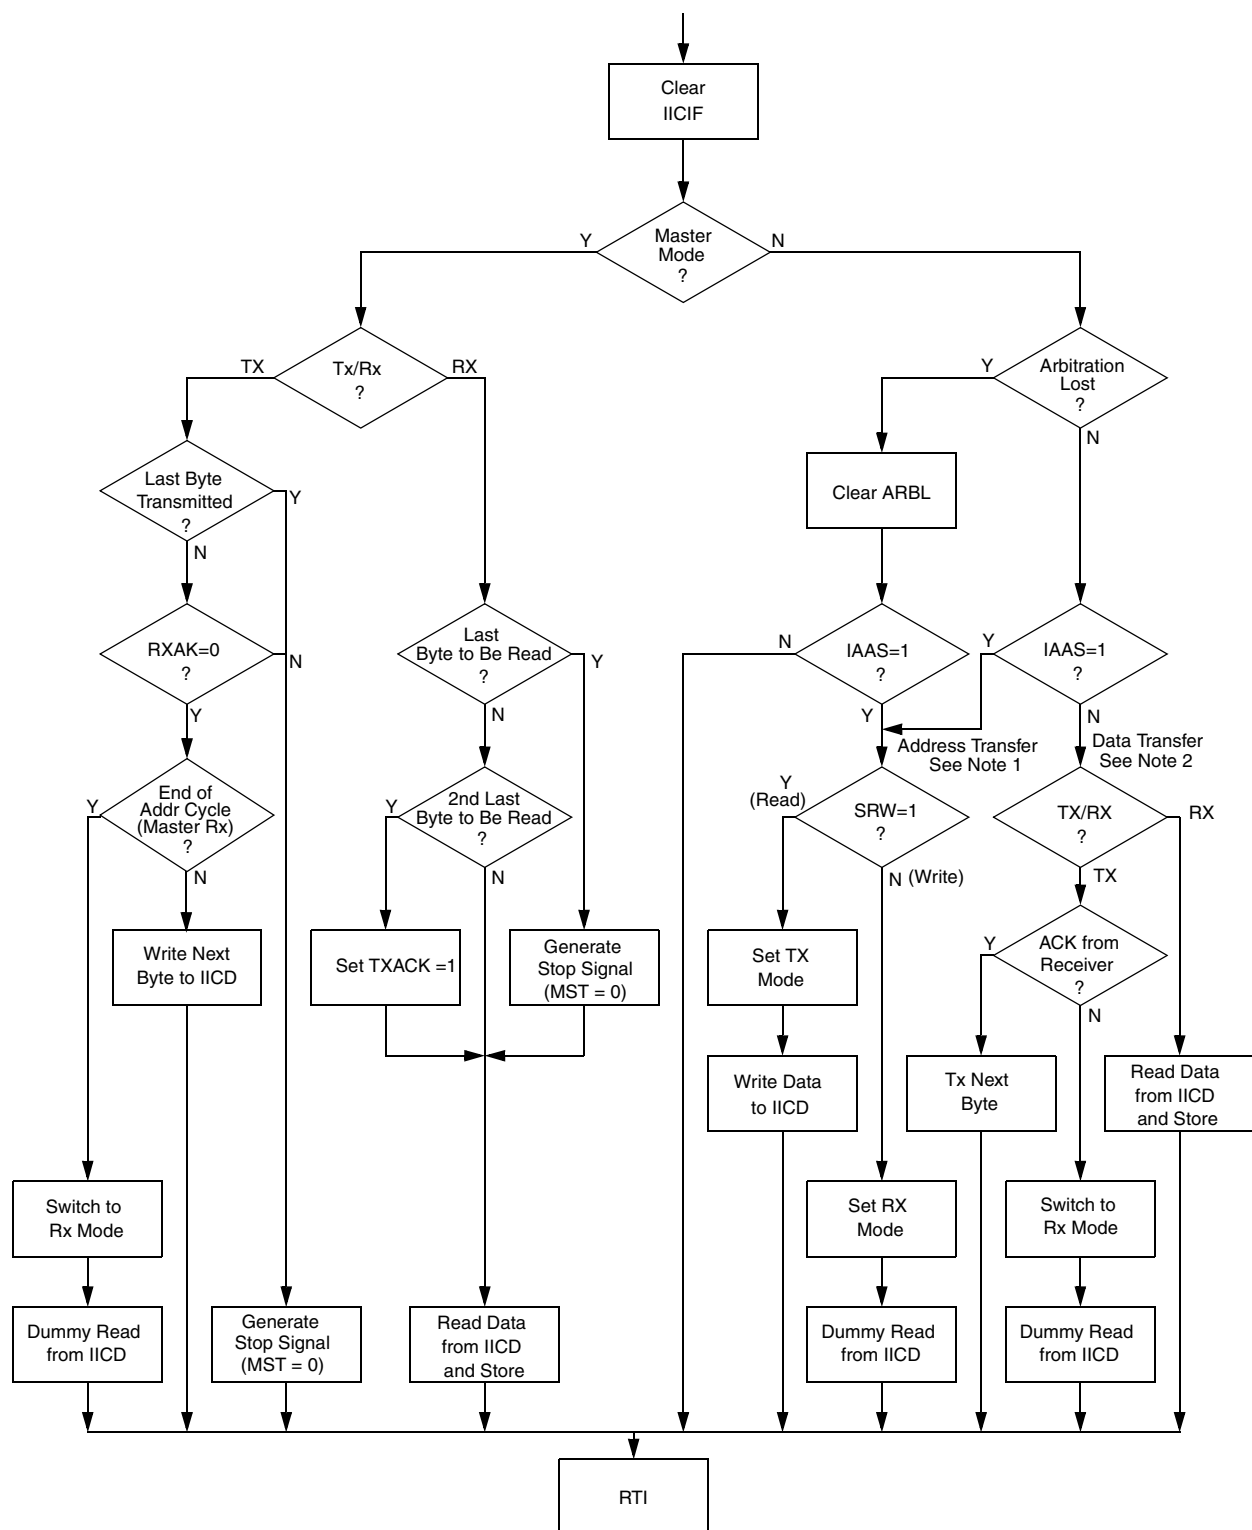 Clear
IICIF
Master
Mode
?
Y
N
Tx/Rx
?
TX
RX
Arbitration
Lost
?
Y
N
Last Byte
Transmitted
?
Y
N
Clear ARBL
RXAK=0
?
N
Y
Last
Byte to Be Read
?
Y
N
IAAS=1
?
N
Y
IAAS=1
?
Y
N
Address Transfer
See Note 1
Data Transfer
See Note 2
End of
Addr Cycle
(Master Rx)
?
Y
N
2nd Last
Byte to Be Read
?
Y
N
SRW=1
?
Y
(Read)
N (Write)
TX/RX
?
RX
TX
Write Next
Byte to IICD
Set TXACK =1
Generate
Stop Signal
(MST = 0)
Set TX
Mode
ACK from
Receiver
?
Y
N
Write Data
to IICD
Tx Next
Byte
Read Data
from IICD
and Store
Switch to
Rx Mode
Set RX
Mode
Switch to
Rx Mode
Dummy Read
from IICD
Generate
Stop Signal
(MST = 0)
Read Data
from IICD
and Store
Dummy Read
from IICD
Dummy Read
from IICD
RTI